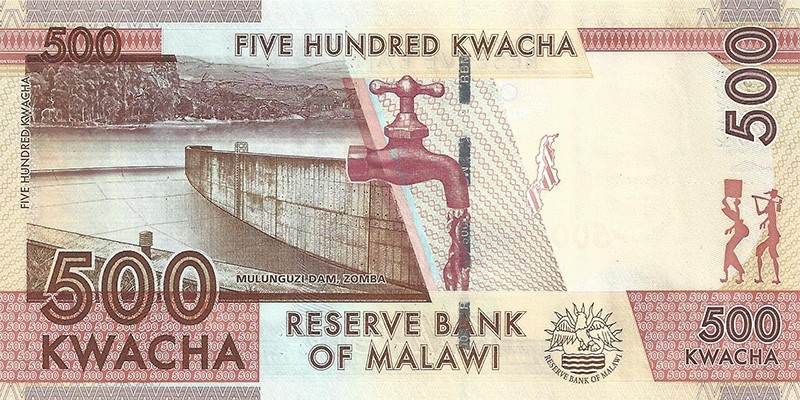 500
FIVE HUNDRED KWACHA
500
FIVE HUNDRED KWACHA
MULUNGUZI DAM, ZOMBA
500
KWACHA
RESERVE BANK
OF MALAWI
RESERVE BANK OF MALAWI
500
KWACHA